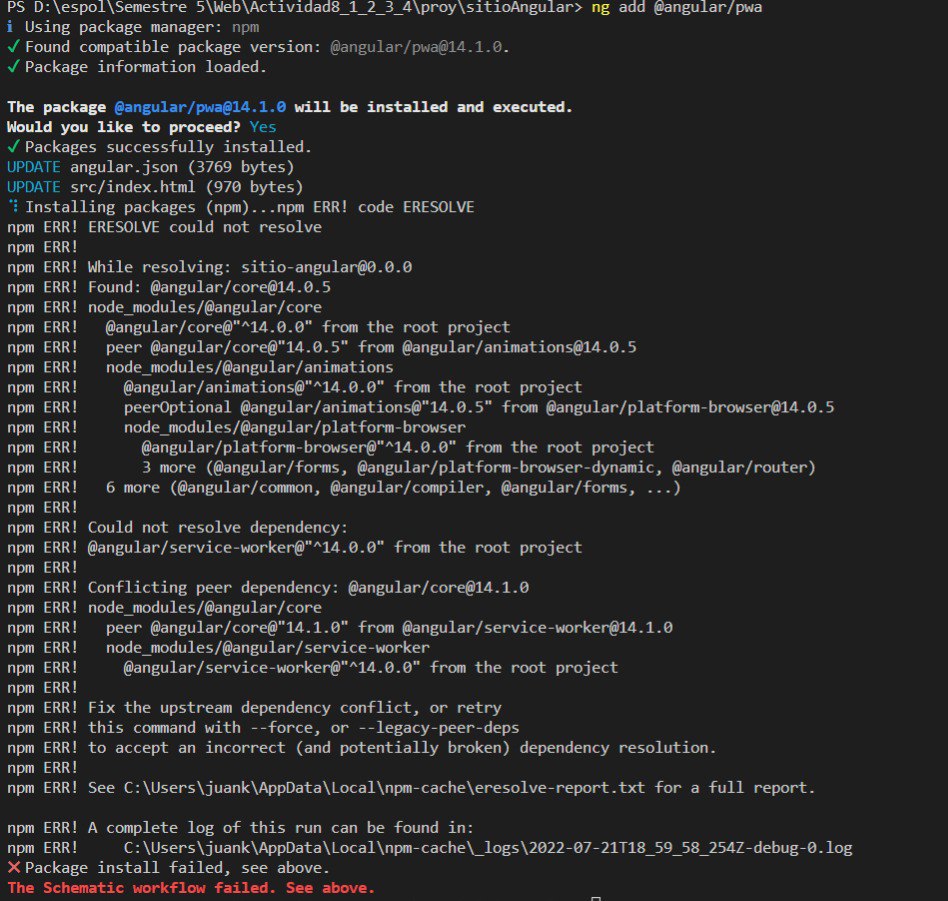 PS D:\espol\Semestre 5\Web\Actividad8_1_2_3_4\proy\sitioAngular> ng add @angular/pwa
i Using package manager: npm
✓ Found compatible package version: @angular/pwa@14.1.0.
✓ Package information loaded.
The package @angular/pwa@14.1.0 will be installed and executed.
Would you like to proceed? Yes
✓ Packages successfully installed.
UPDATE angular.json (3769 bytes)
UPDATE src/index.html (970 bytes)
⠹ Installing packages (npm)...npm ERR! code ERESOLVE
npm ERR! ERESOLVE could not resolve
npm ERR!
npm ERR! While resolving: sitio-angular@0.0.0
npm ERR! Found: @angular/core@14.0.5
npm ERR! node_modules/@angular/core
npm ERR!   @angular/core@"^14.0.0" from the root project
npm ERR!   peer @angular/core@"14.0.5" from @angular/animations@14.0.5
npm ERR!   node_modules/@angular/animations
npm ERR!     @angular/animations@"^14.0.0" from the root project
npm ERR!     peerOptional @angular/animations@"14.0.5" from @angular/platform-browser@14.0.5
npm ERR!     node_modules/@angular/platform-browser
npm ERR!       @angular/platform-browser@"^14.0.0" from the root project
npm ERR!       3 more (@angular/forms, @angular/platform-browser-dynamic, @angular/router)
npm ERR!   6 more (@angular/common, @angular/compiler, @angular/forms, ...)
npm ERR!
npm ERR! Could not resolve dependency:
npm ERR! @angular/service-worker@"^14.0.0" from the root project
npm ERR!
npm ERR! Conflicting peer dependency: @angular/core@14.1.0
npm ERR! node_modules/@angular/core
npm ERR!   peer @angular/core@"14.1.0" from @angular/service-worker@14.1.0
npm ERR!   node_modules/@angular/service-worker
npm ERR!     @angular/service-worker@"^14.0.0" from the root project
npm ERR!
npm ERR! Fix the upstream dependency conflict, or retry
npm ERR! this command with --force, or --legacy-peer-deps
npm ERR! to accept an incorrect (and potentially broken) dependency resolution.
npm ERR!
npm ERR! See C:\Users\juank\AppData\Local\npm-cache\eresolve-report.txt for a full report.
npm ERR! A complete log of this run can be found in:
npm ERR!     C:\Users\juank\AppData\Local\npm-cache\_logs\2022-07-21T18_59_58_254Z-debug-0.log
✕ Package install failed, see above.
The Schematic workflow failed. See above.